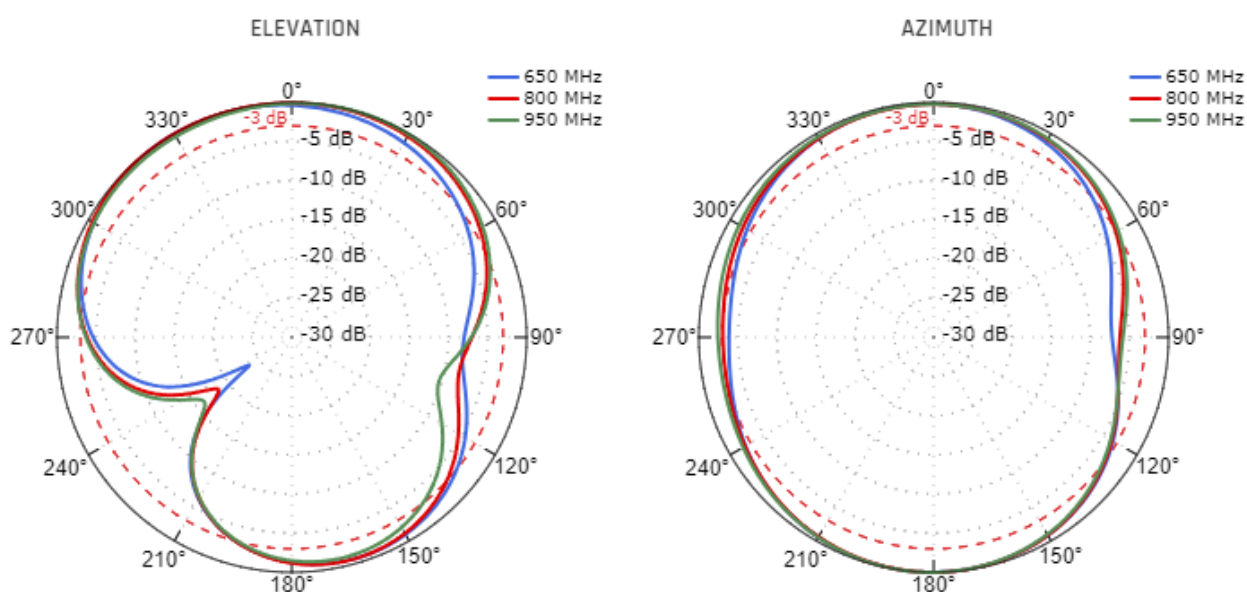 ELEVATION
650 MHz
800 MHz
950 MHz
0°
-3 dB
30°
330°
-5 dB
-10 dB
60°
300°
-15 dB
-20 dB
-25 dB
-30 dB
90°
270°
120°
240°
150°
210°
180°
AZIMUTH
650 MHz
800 MHz
950 MHz
0°
-3 dB
30°
330°
-5 dB
-10 dB
60°
300°
-15 dB
-20 dB
-25 dB
-30 dB
90°
270°
120°
240°
150°
210°
180°